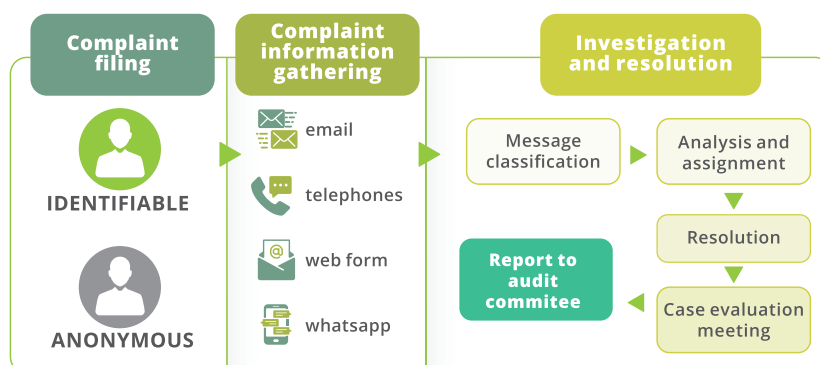 Complaint
filing
IDENTIFIABLE
ANONYMOUS
Complaint
information
gathering
email
telephones
web form
@
whatsapp
Investigation
and resolution
Message
classification
Analysis and
assignment
Resolution
Case evaluation
meeting
Report to
audit
commitee